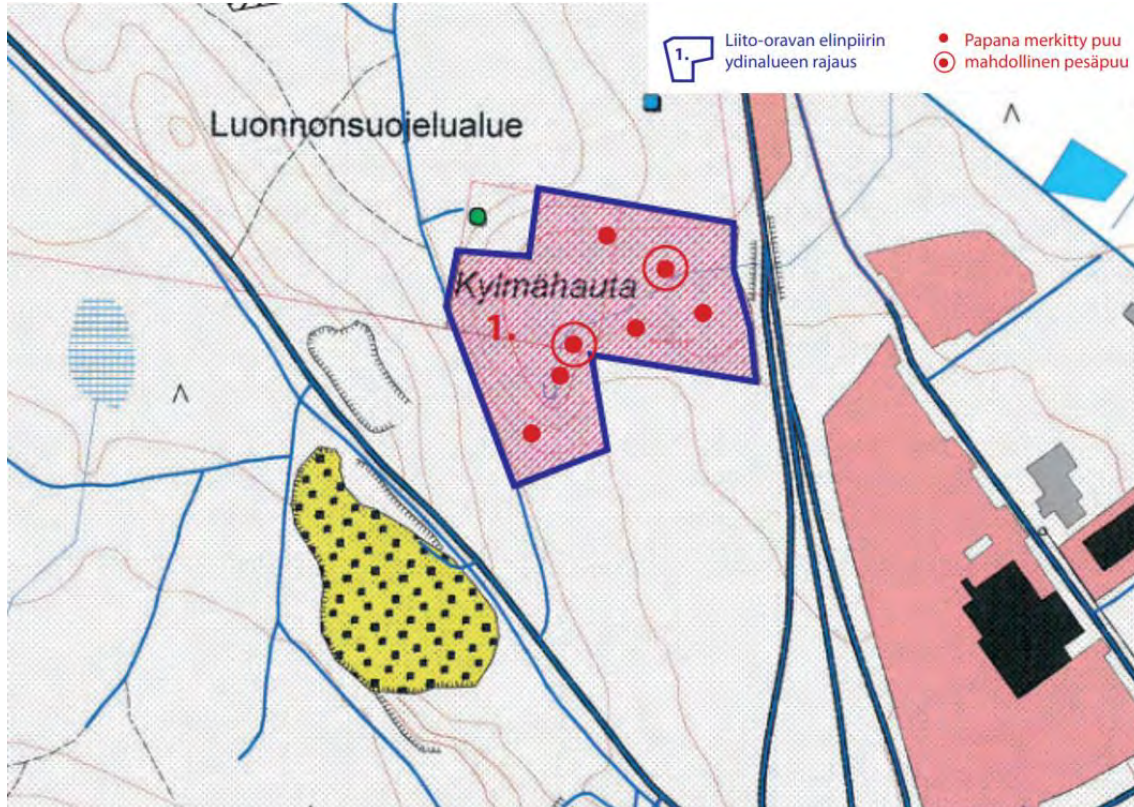 1. Liito-oravan elinpiirin
ydinalueen rajaus
Papana merkitty puu
mahdollinen pesäpuu
Luonnonsuojelualue
Kylmähauta
1.